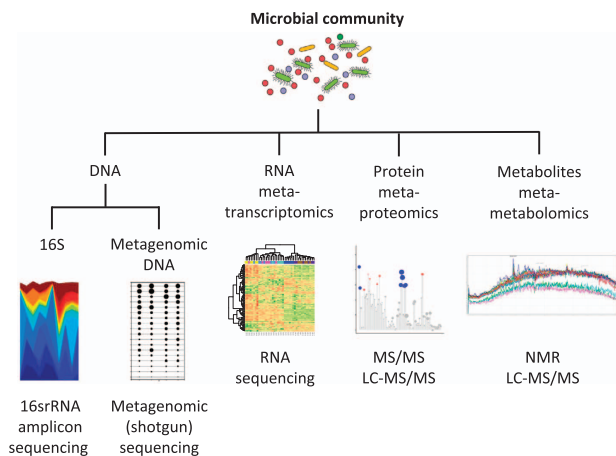 Microbial community
DNA
RNA
meta-
transcriptomics
Protein
meta-
proteomics
Metabolites
meta-
metabolomics
16S
Metagenomic
DNA
RNA
sequencing
MS/MS
LC-MS/MS
NMR
LC-MS/MS
16srRNA
amplicon
sequencing
Metagenomic
(shotgun)
sequencing